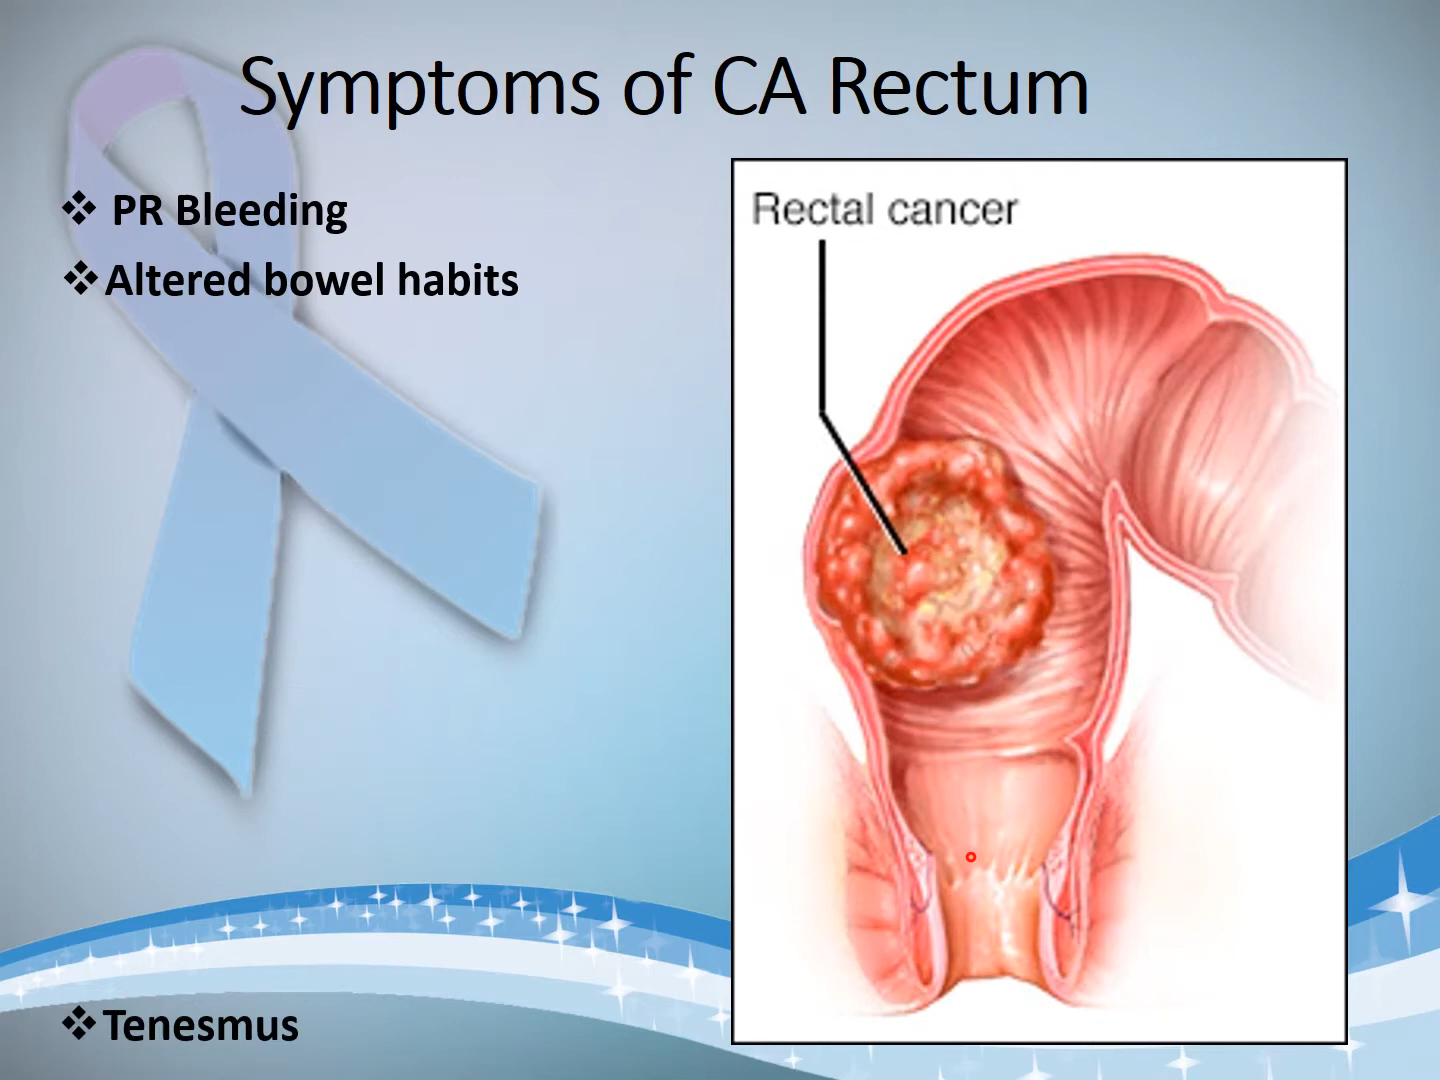 Symptoms of CA Rectum
❖ PR Bleeding
❖ Altered bowel habits
❖ Tenesmus
Rectal cancer